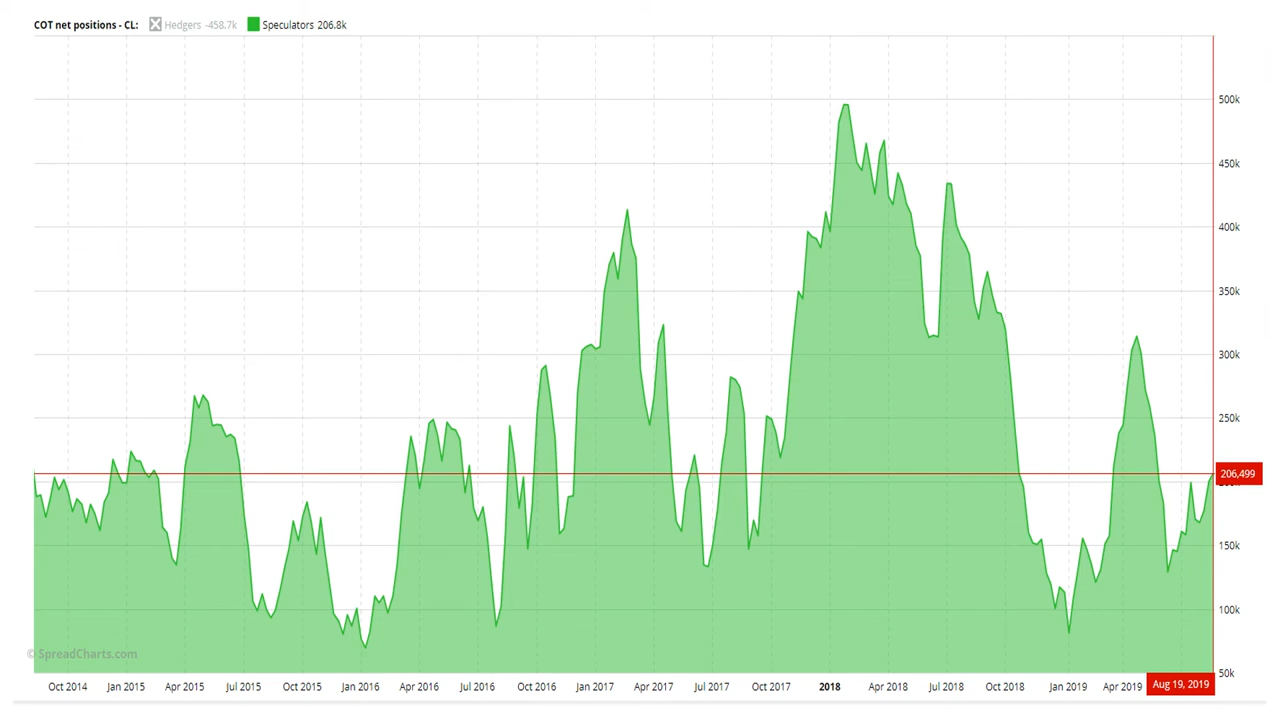 COT net positions - CL: Hedgers -458.7k Speculators 206.8k
500k
450k
400k
350k
300k
250k
206,499
200k
150k
100k
50k
© SpreadCharts.com
Oct 2014 Jan 2015 Apr 2015 Jul 2015 Oct 2015 Jan 2016 Apr 2016 Jul 2016 Oct 2016 Jan 2017 Apr 2017 Jul 2017 Oct 2017 2018 Apr 2018 Jul 2018 Oct 2018 Jan 2019 Apr 2019 Aug 19, 2019